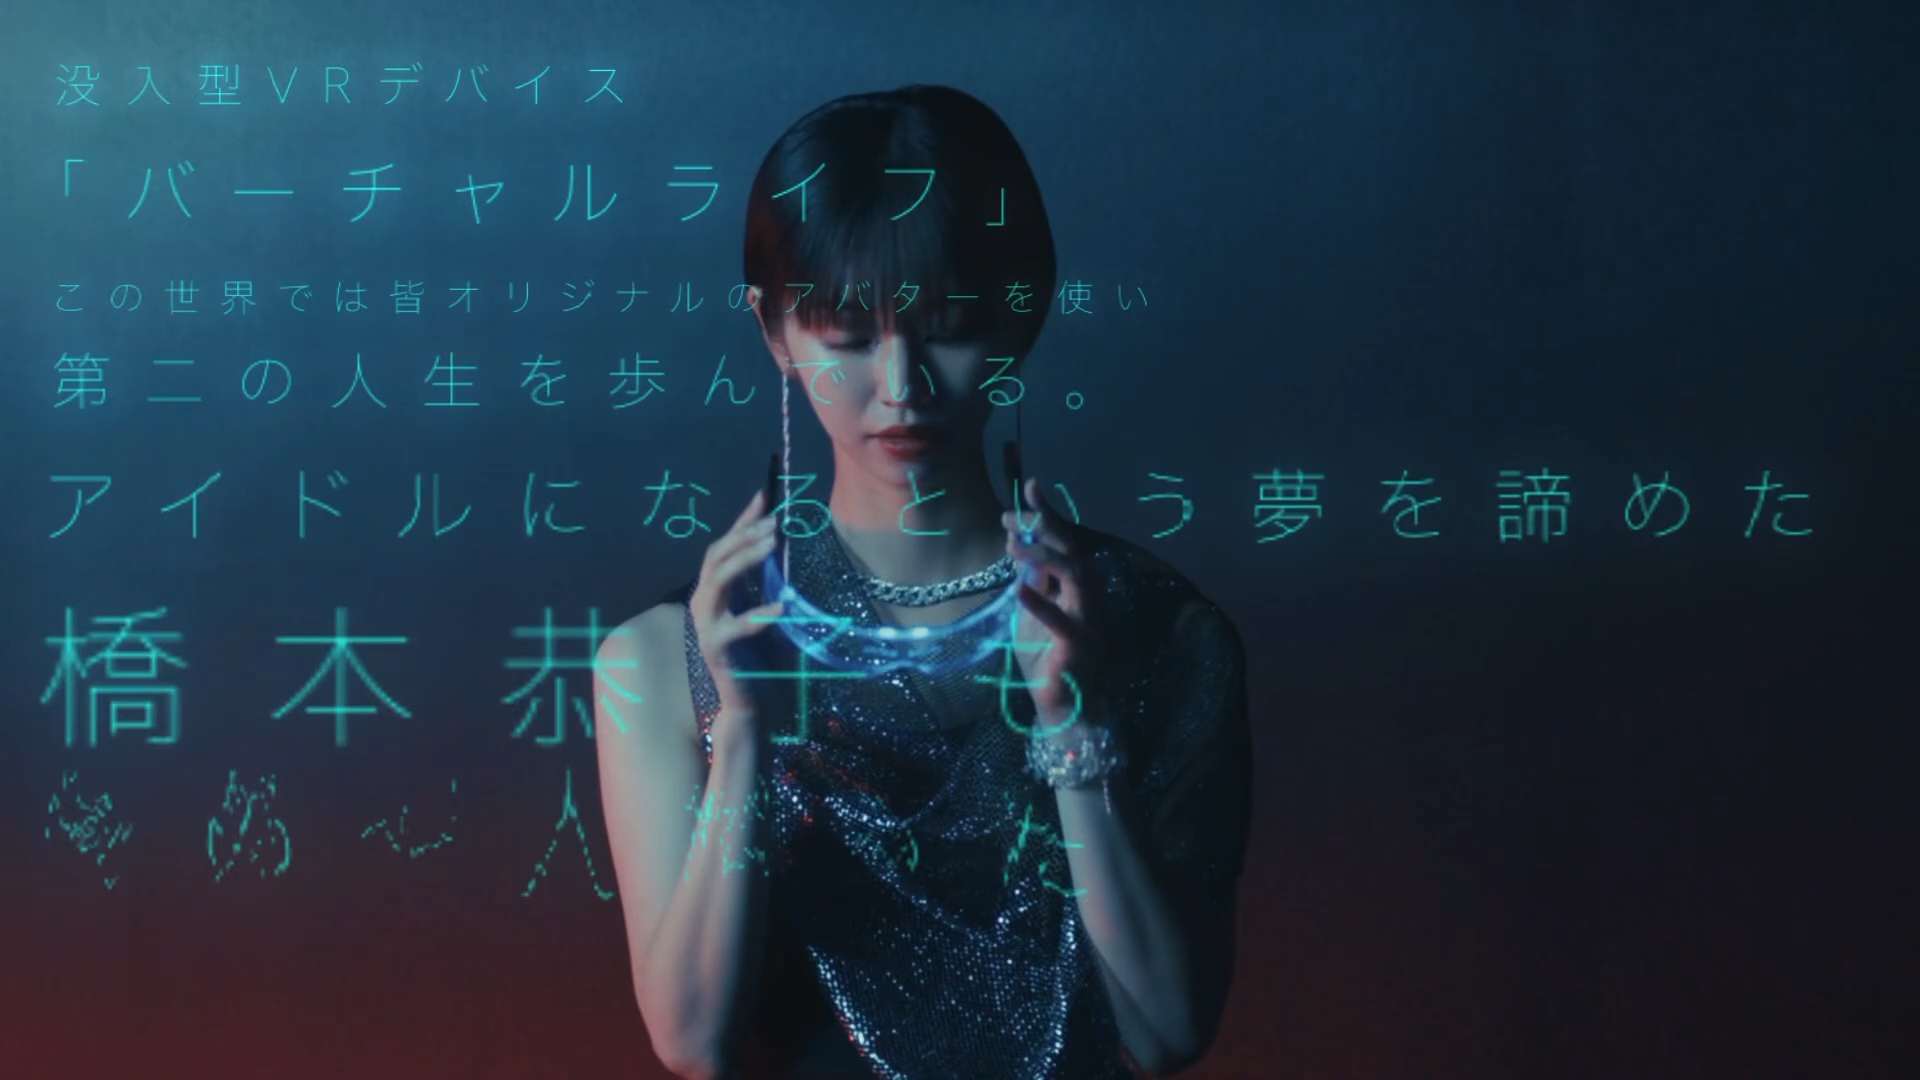 没入型VRデバイス
「バーチャルライフ」
この世界では皆オリジナルのアバターを使い
第二の人生を歩んでいる。
アイドルになるという夢を諦めた
橋本恭子も